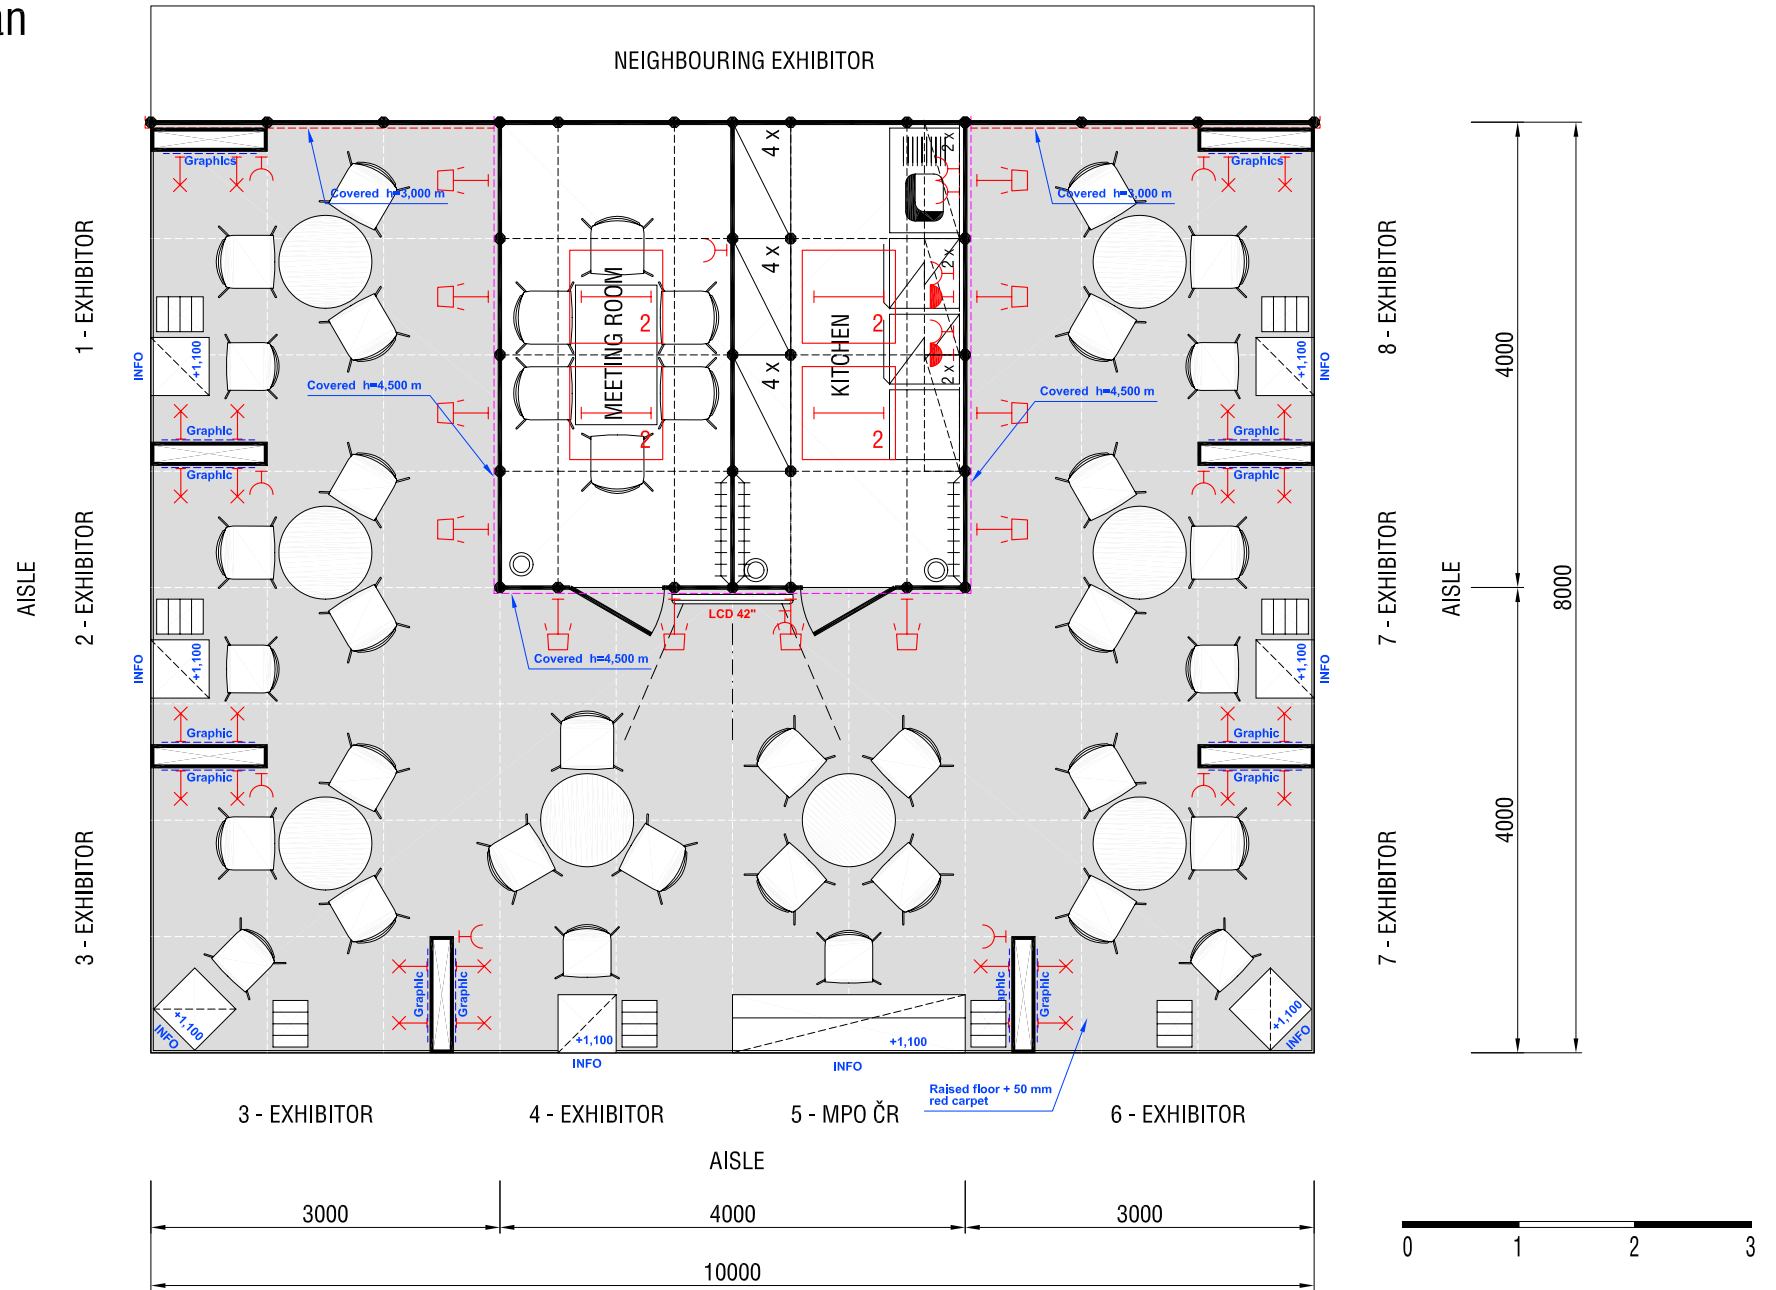 an
NEIGHBOURING EXHIBITOR
Graphics
Graphics
Covered h=3,000 m
Covered h=3,000 m
4 x
2 x
1 - EXHIBITOR
8 - EXHIBITOR
4 x
2 x
MEETING ROOM
KITCHEN
2
2
INFO
+1,100
+1,100
INFO
4 x
2 x
4000
Covered h=4,500 m
Covered h=4,500 m
Graphic
Graphic
2
2
Graphic
Graphic
AISLE
2 - EXHIBITOR
7 - EXHIBITOR
AISLE
8000
LCD 42"
INFO
+1,100
Covered h=4,500 m
+1,100
INFO
Graphic
Graphic
Graphic
Graphic
4000
3 - EXHIBITOR
7 - EXHIBITOR
Graphic
Graphic
aphic
Graphic
+1,100
INFO
+1,100
INFO
+1,100
INFO
+1,100
INFO
Raised floor + 50 mm
red carpet
3 - EXHIBITOR
4 - EXHIBITOR
5 - MPO ČR
6 - EXHIBITOR
AISLE
3000
4000
3000
10000
0
1
2
3